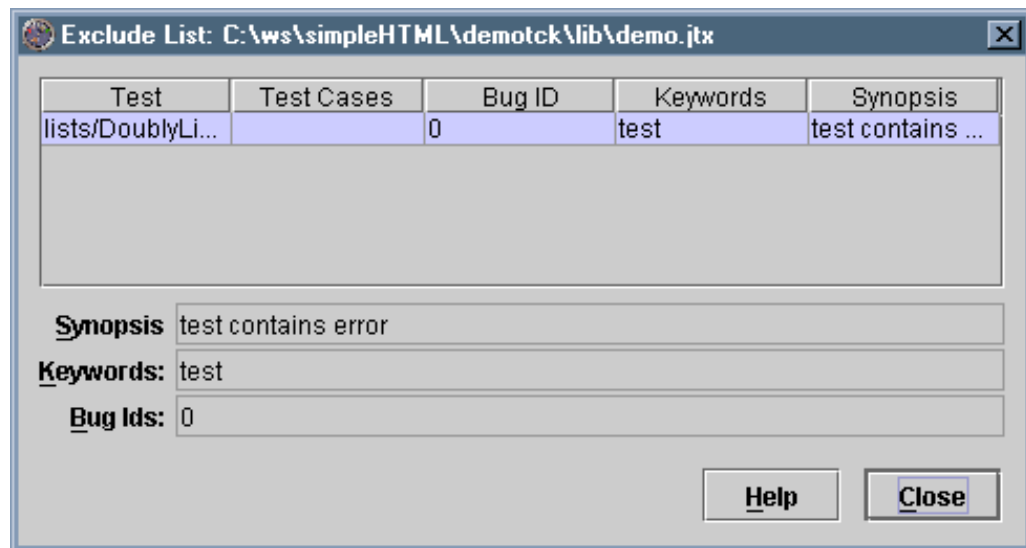 Exclude List: C:\ws\simpleHTML\demotck\lib\demo.jtx
Test Test Cases Bug ID Keywords Synopsis
lists/DoublyLi... 0 test test contains ...
Synopsis test contains error
Keywords: test
Bug Ids: 0
Help Close